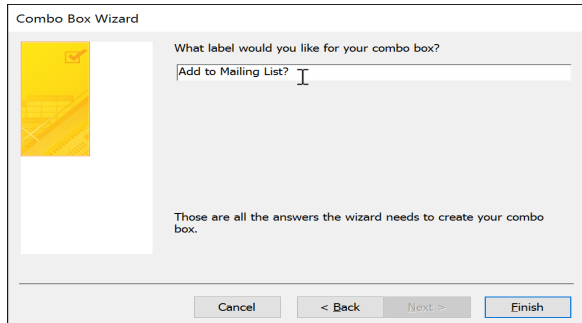 Combo Box Wizard
What label would you like for your combo box?
Add to Mailing List?
Those are all the answers the wizard needs to create your combo
box.
Cancel
< Back
Next >
Finish